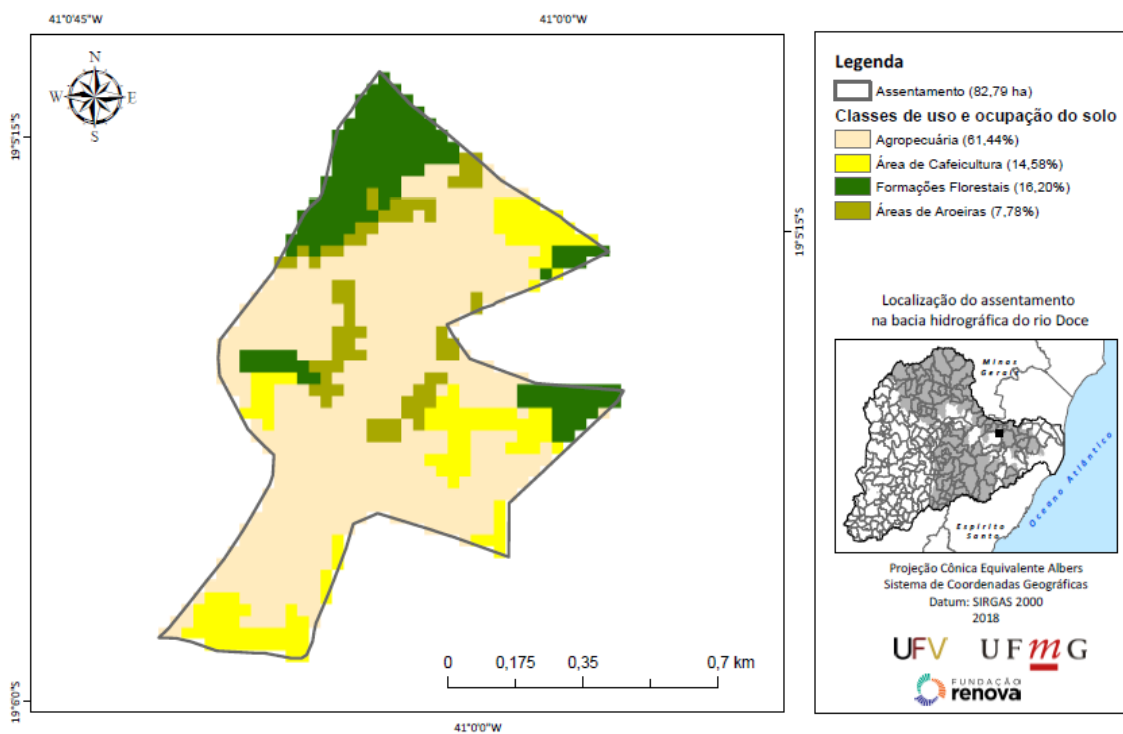 41°0'45"W
41°0'0"W
N
W
E
S
19°5'15"S
19°5'15"S
19°6'0"S
41°0'0"W
0
0,175
0,35
0,7 km
Legenda
Assentamento (82,79 ha)
Classes de uso e ocupação do solo
Agropecuária (61,44%)
Área de Cafeicultura (14,58%)
Formações Florestais (16,20%)
Áreas de Aroeiras (7,78%)
Localização do assentamento
na bacia hidrográfica do rio Doce
Minas
Gerais
Oceano Atlântico
Espírito
Santo
Projeção Cônica Equivalente Albers
Sistema de Coordenadas Geográficas
Datum: SIRGAS 2000
2018
UFV
UFmG
FUNDAÇÃO
renova